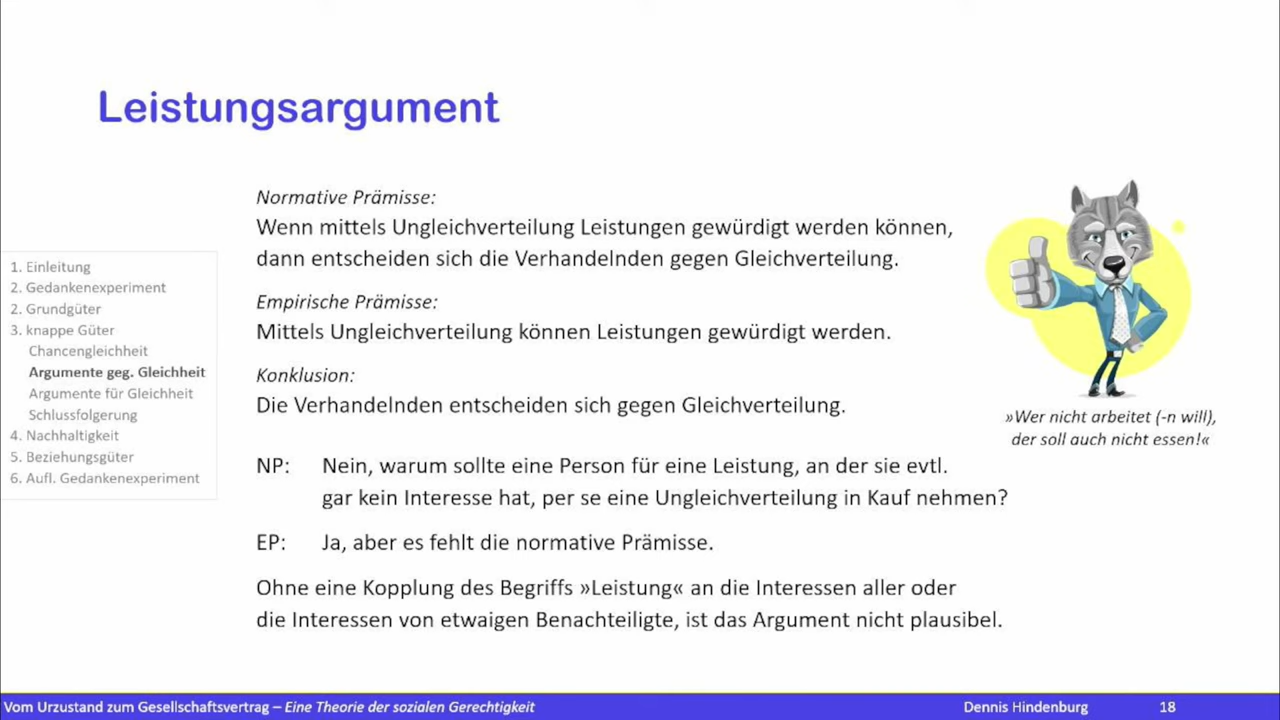 Leistungsargument
Normative Prämisse:
Wenn mittels Ungleichverteilung Leistungen gewürdigt werden können,
dann entscheiden sich die Verhandelnden gegen Gleichverteilung.
Empirische Prämisse:
Mittels Ungleichverteilung können Leistungen gewürdigt werden.
Konklusion:
Die Verhandelnden entscheiden sich gegen Gleichverteilung.
NP: Nein, warum sollte eine Person für eine Leistung, an der sie evtl.
gar kein Interesse hat, per se eine Ungleichverteilung in Kauf nehmen?
EP: Ja, aber es fehlt die normative Prämisse.
Ohne eine Kopplung des Begriffs »Leistung« an die Interessen aller oder
die Interessen von etwaigen Benachteiligte, ist das Argument nicht plausibel.
1. Einleitung
2. Gedankenexperiment
2. Grundgüter
3. knappe Güter
Chancengleichheit
Argumente geg. Gleichheit
Argumente für Gleichheit
Schlussfolgerung
4. Nachhaltigkeit
5. Beziehungsgüter
6. Aufl. Gedankenexperiment
»Wer nicht arbeitet (-n will),
der soll auch nicht essen!«
Vom Urzustand zum Gesellschaftsvertrag – Eine Theorie der sozialen Gerechtigkeit
Dennis Hindenburg
18